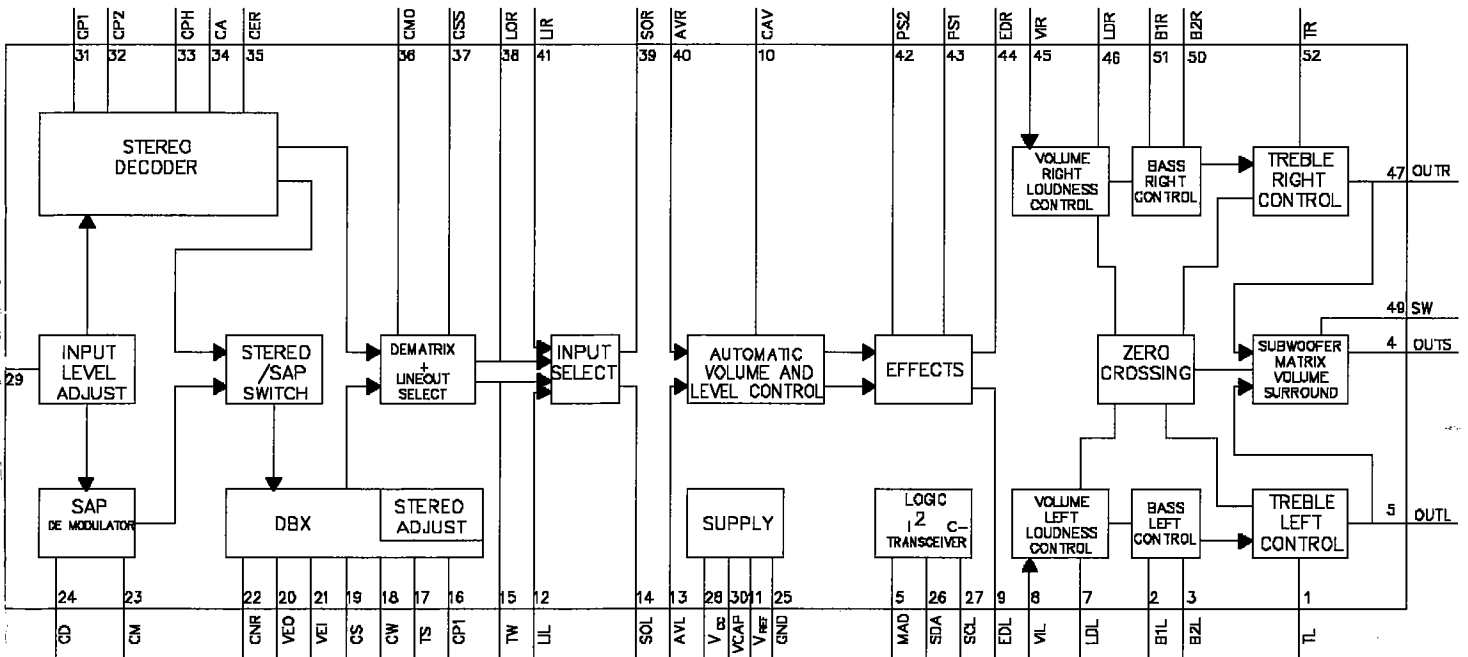 CP1 CP2 CPH CA CER CMO CSS LOR LIR SOR AVR CAV PS2 PS1 EDR VIR LDR B1R B2R TR
31 32 33 34 35 36 37 38 41 39 40 10 42 43 44 45 46 51 50 52
STEREO
DECODER
VOLUME
RIGHT
LOUDNESS
CONTROL
BASS
RIGHT
CONTROL
TREBLE
RIGHT
CONTROL
47 OUTR
49 SW
4 OUTS
29
INPUT
LEVEL
ADJUST
STEREO
/SAP
SWITCH
DEMATRIX
+
LINEOUT
SELECT
INPUT
SELECT
AUTOMATIC
VOLUME AND
LEVEL CONTROL
EFFECTS
ZERO
CROSSING
SUBWOOFER
MATRIX
VOLUME
SURROUND
SAP
DE MODULATOR
DBX
STEREO
ADJUST
SUPPLY
LOGIC
I 2 C-
TRANSCEIVER
VOLUME
LEFT
LOUDNESS
CONTROL
BASS
LEFT
CONTROL
TREBLE
LEFT
CONTROL
5 OUTL
24 23 22 20 21 19 18 17 16 15 12 14 13 28 30 11 25 5 26 27 9 8 7 2 3 1
CD CM CNR VEO VEI CS CW TS CP1 TW LIL SOL AVL VCC VCAP VREF GND MAD SDA SCL EDL VIL LDL B1L B2L TL